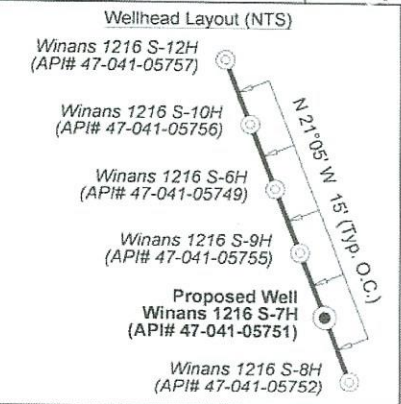 Wellhead Layout (NTS)
Winans 1216 S-12H
(API# 47-041-05757)
Winans 1216 S-10H
(API# 47-041-05756)
Winans 1216 S-6H
(API# 47-041-05749)
N 21°05' W 15' (Typ. O.C.)
Winans 1216 S-9H
(API# 47-041-05755)
Proposed Well
Winans 1216 S-7H
(API# 47-041-05751)
Winans 1216 S-8H
(API# 47-041-05752)